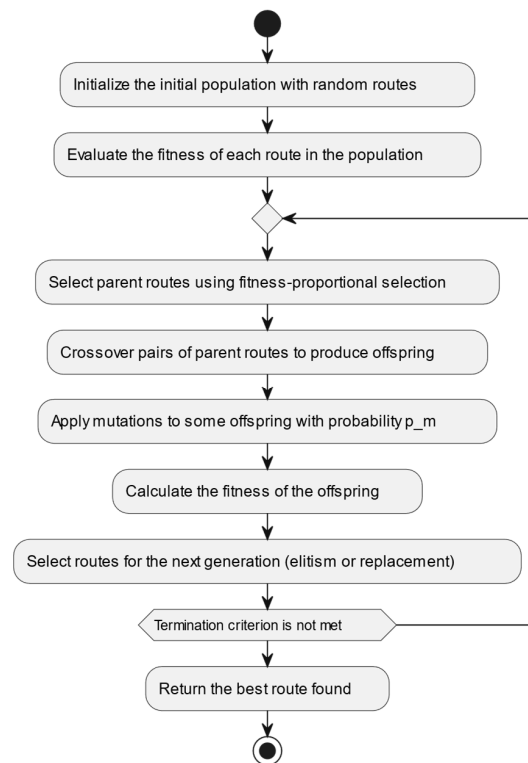 Initialize the initial population with random routes
Evaluate the fitness of each route in the population
Select parent routes using fitness-proportional selection
Crossover pairs of parent routes to produce offspring
Apply mutations to some offspring with probability p_m
Calculate the fitness of the offspring
Select routes for the next generation (elitism or replacement)
Termination criterion is not met
Return the best route found